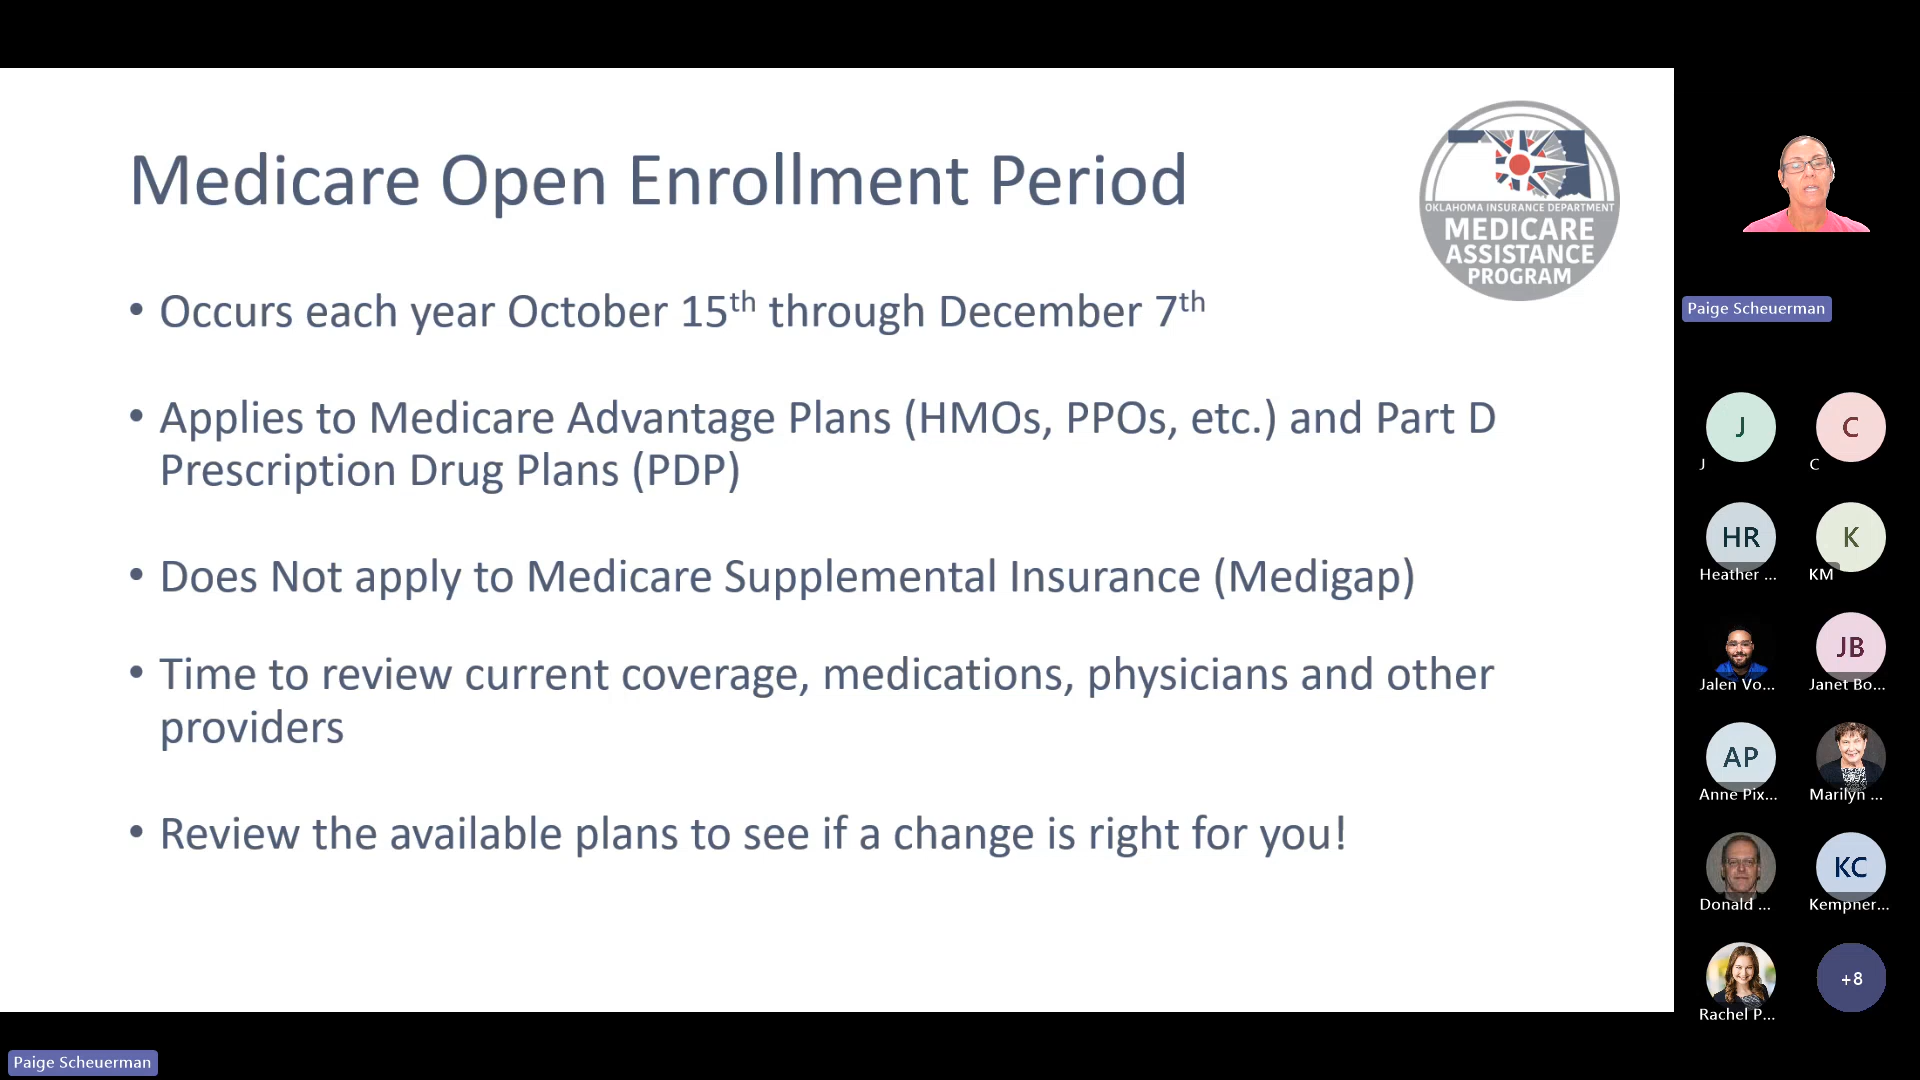 Medicare Open Enrollment Period
OKLAHOMA INSURANCE DEPARTMENT
MEDICARE
ASSISTANCE
PROGRAM
• Occurs each year October 15th through December 7th
• Applies to Medicare Advantage Plans (HMOs, PPOs, etc.) and Part D
Prescription Drug Plans (PDP)
• Does Not apply to Medicare Supplemental Insurance (Medigap)
• Time to review current coverage, medications, physicians and other
providers
• Review the available plans to see if a change is right for you!
Paige Scheuerman
J
C
J
C
HR
K
Heather ...
KM
JB
Jalen Vo...
Janet Bo...
AP
Anne Pix...
Marilyn ...
KC
Donald ...
Kempner...
+8
Rachel P...
Paige Scheuerman